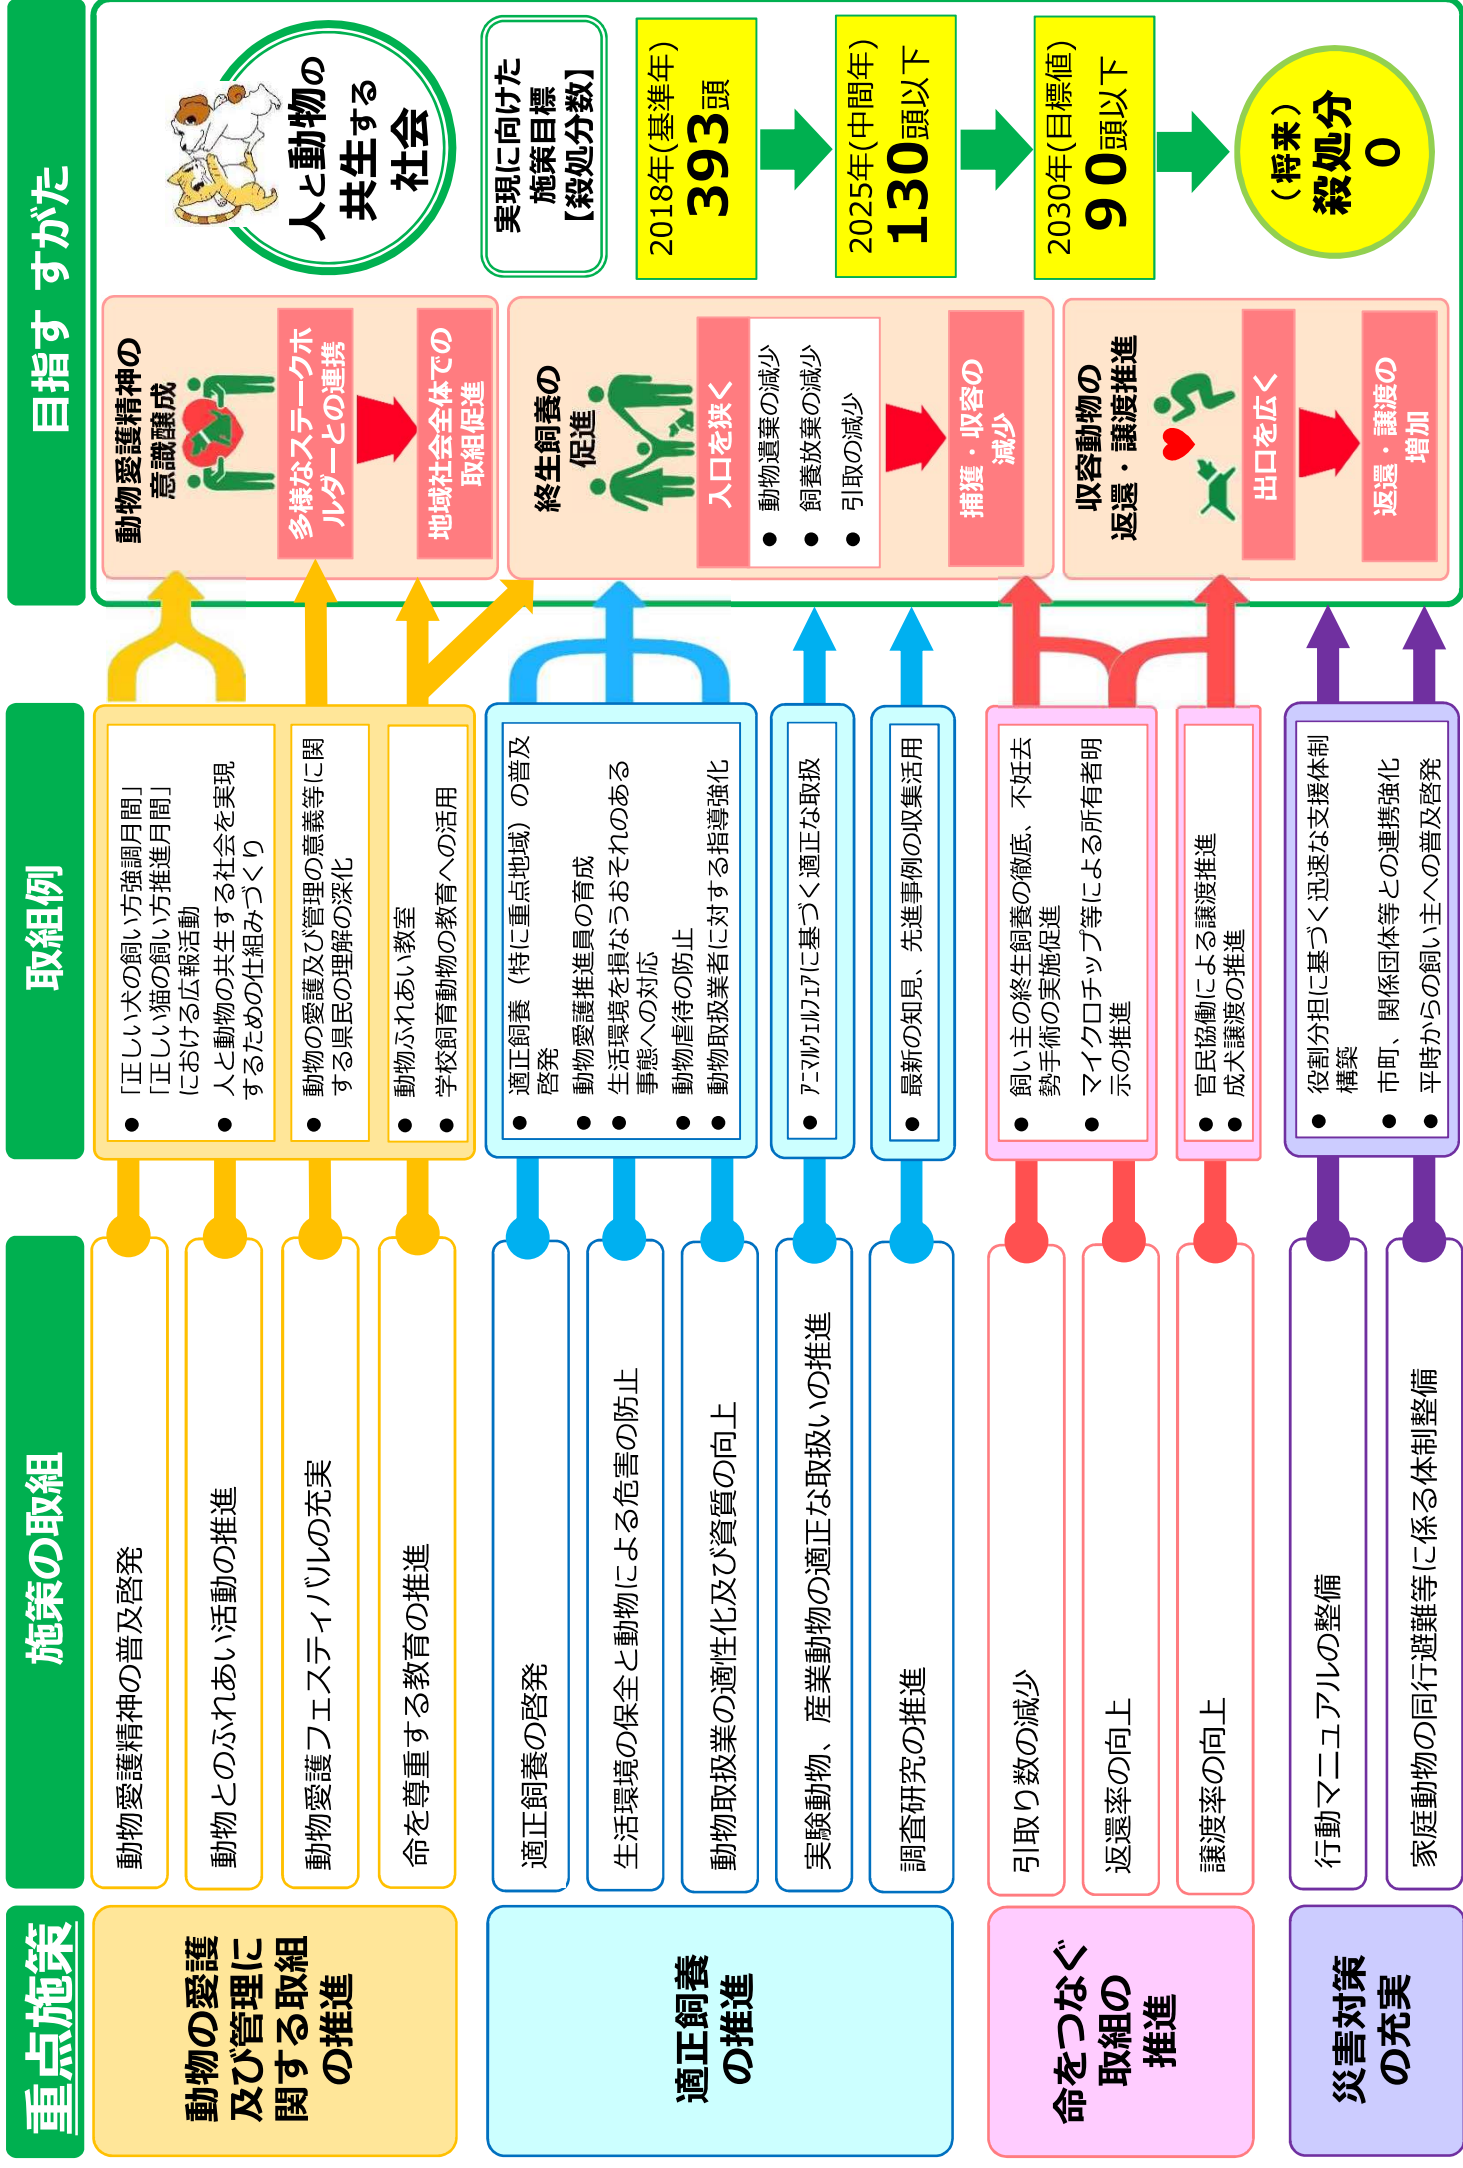 重点施策
施策の取組
取組例
目指す すがた
動物の愛護
及び管理に
関する取組
の推進
動物愛護精神の普及啓発
動物とのふれあい活動の推進
動物愛護フェスティバルの充実
命を尊重する教育の推進
● 「正しい犬の飼い方強調月間」
「正しい猫の飼い方推進月間」
における広報活動
● 人と動物の共生する社会を実現
するための仕組みづくり
● 動物の愛護及び管理の意義等に関
する県民の理解の深化
● 動物ふれあい教室
● 学校飼育動物の教育への活用
適正飼養
の推進
適正飼養の啓発
生活環境の保全と動物による危害の防止
動物取扱業の適性化及び資質の向上
実験動物、産業動物の適正な取扱いの推進
調査研究の推進
● 適正飼養（特に重点地域）の普及
啓発
● 動物愛護推進員の育成
● 生活環境を損なうおそれのある
事態への対応
● 動物虐待の防止
● 動物取扱業者に対する指導強化
● ｱﾆﾏﾙｳｪﾙﾌｪｱに基づく適正な取扱
● 最新の知見、先進事例の収集活用
命をつなぐ
取組の
推進
引取り数の減少
返還率の向上
譲渡率の向上
● 飼い主の終生飼養の徹底、不妊去
勢手術の実施促進
● マイクロチップ等による所有者明
示の推進
● 官民協働による譲渡推進
● 成犬譲渡の推進
災害対策
の充実
行動マニュアルの整備
家庭動物の同行避難等に係る体制整備
● 役割分担に基づく迅速な支援体制
構築
● 市町、関係団体等との連携強化
● 平時からの飼い主への普及啓発
動物愛護精神の
意識醸成
多様なステークホ
ルダーとの連携
地域社会全体での
取組促進
終生飼養の
促進
入口を狭く
● 動物遺棄の減少
● 飼養放棄の減少
● 引取の減少
捕獲・収容の
減少
収容動物の
返還・譲渡推進
出口を広く
返還・譲渡の
増加
人と動物の
共生する
社会
実現に向けた
施策目標
【殺処分数】
2018年(基準年)
393頭
2025年(中間年)
130頭以下
2030年(目標値)
９０頭以下
（将来）
殺処分
０